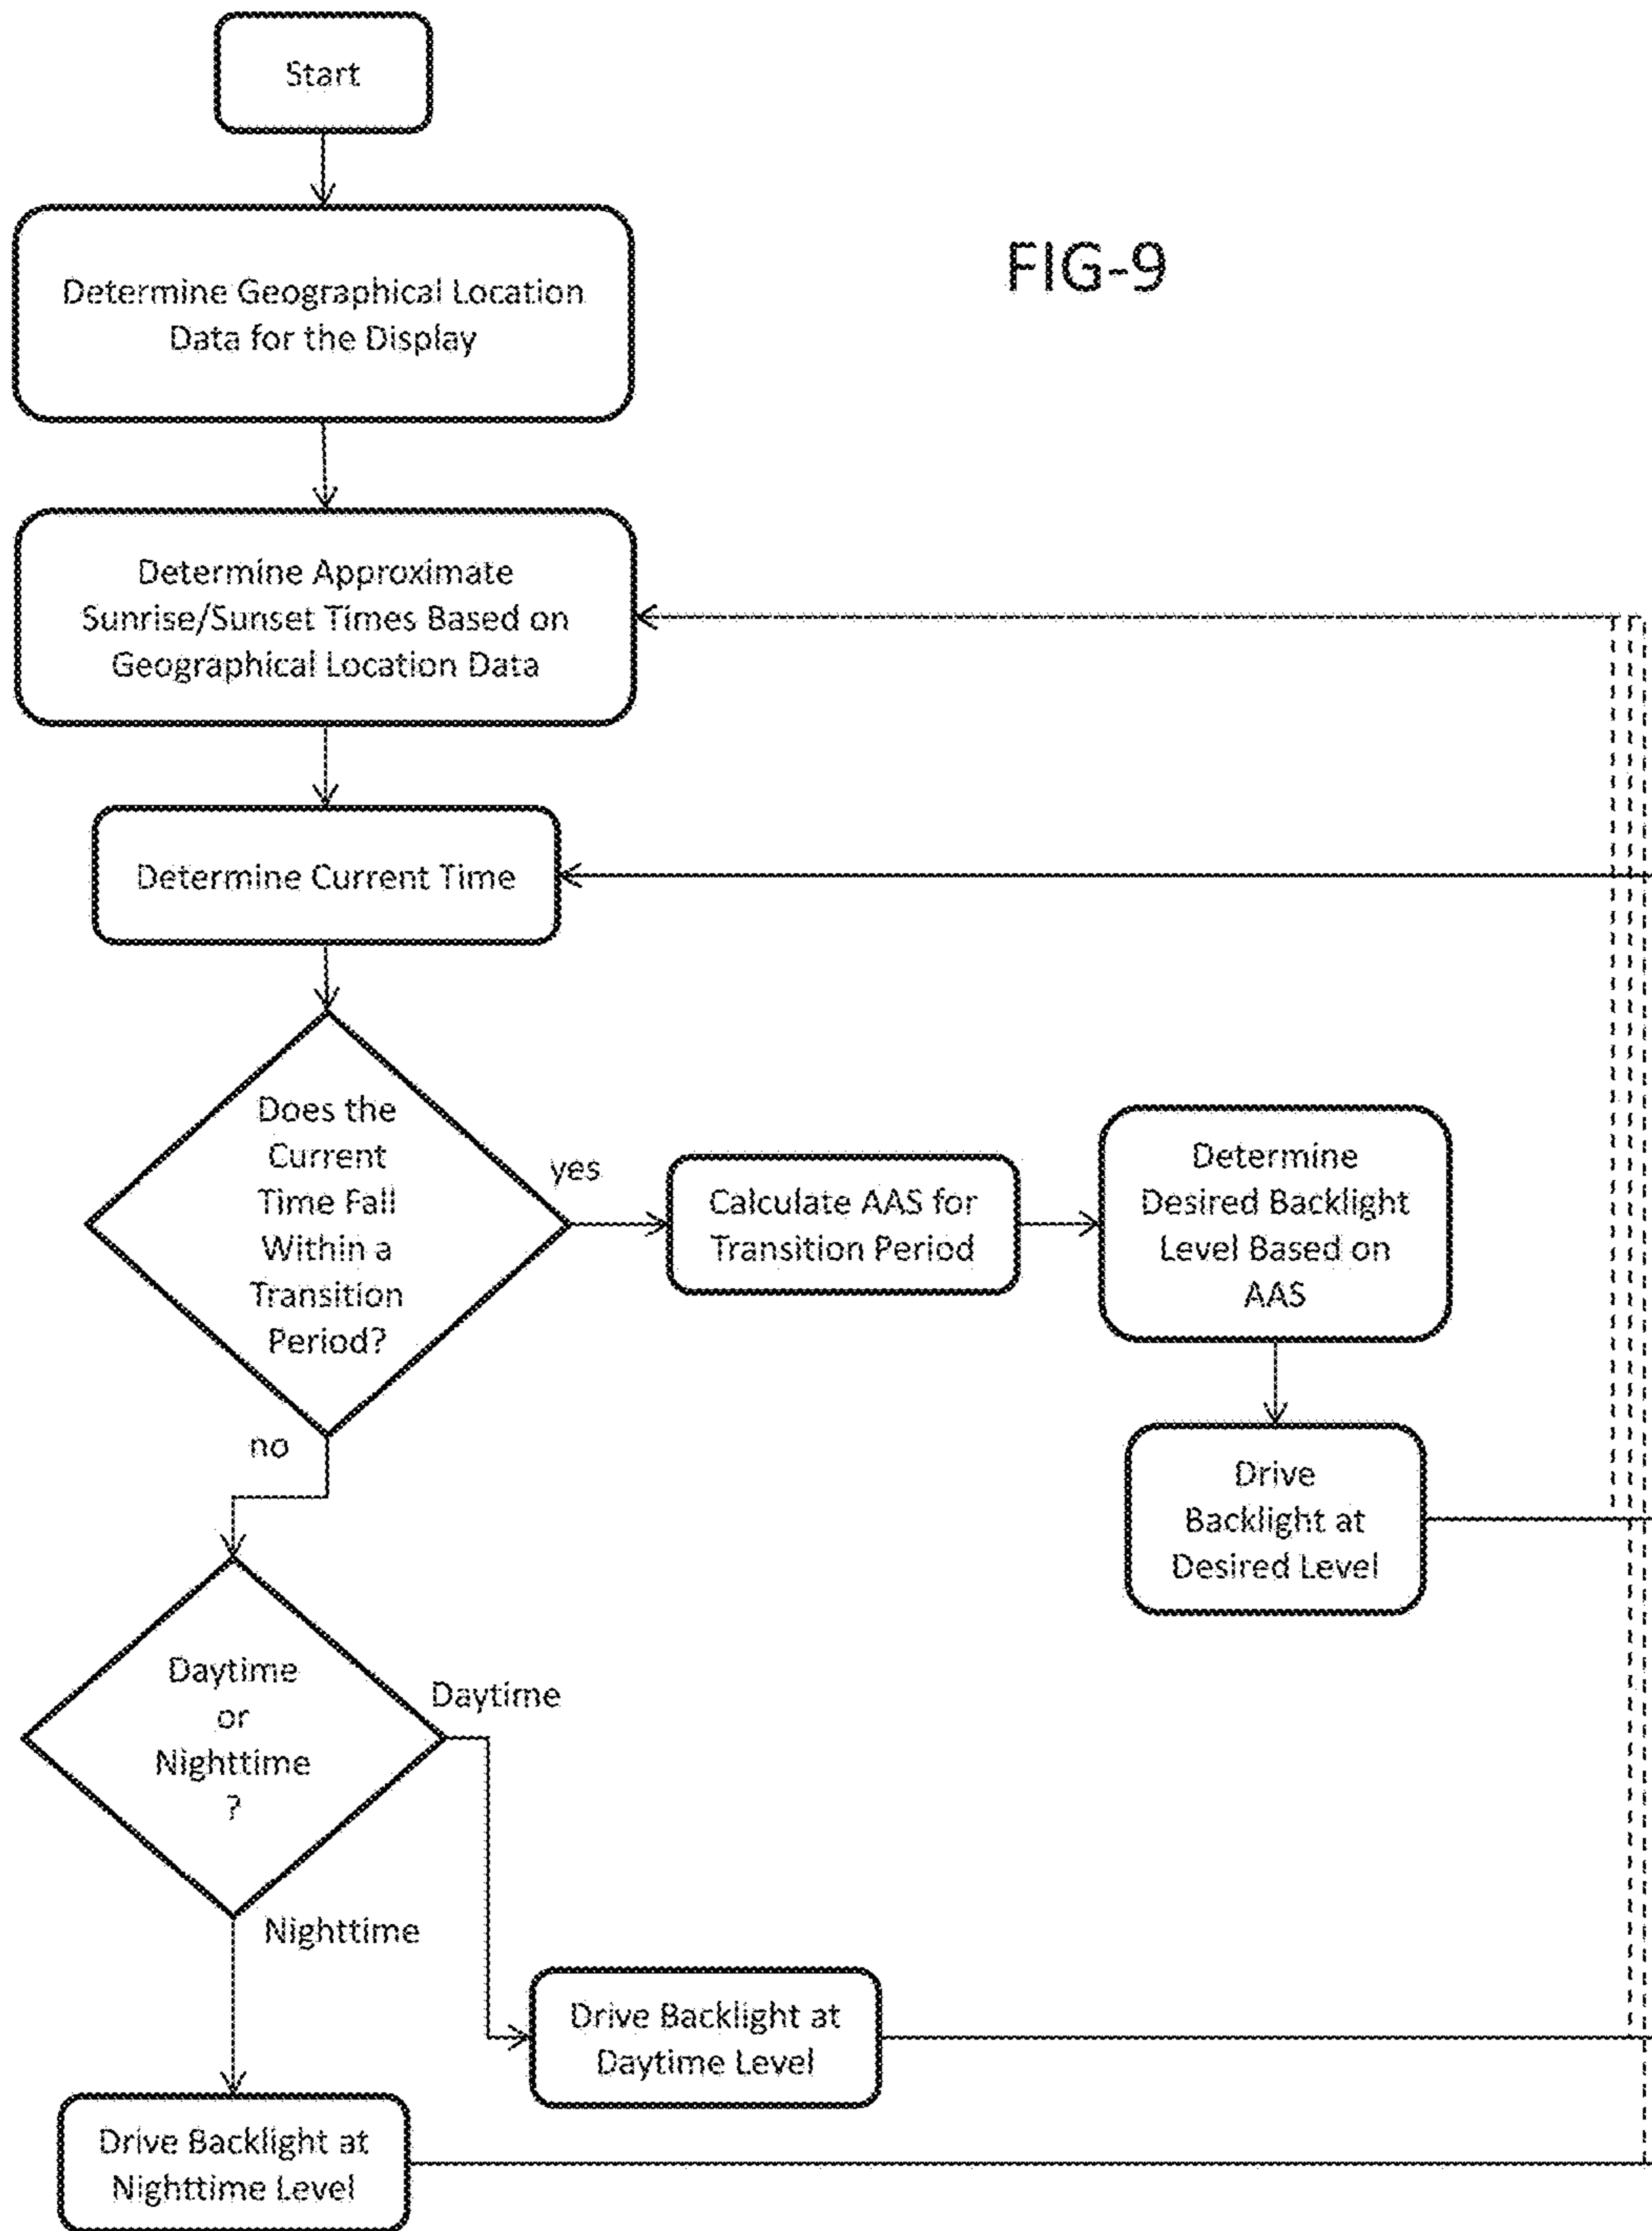 Start
FIG-9
Determine Geographical Location
Data for the Display
Determine Approximate
Sunrise/Sunset Times Based on
Geographical Location Data
Determine Current Time
Does the
Current
Time Fall
Within a
Transition
Period?
yes
Calculate AAS for
Transition Period
Determine
Desired Backlight
Level Based on
AAS
no
Drive
Backlight at
Desired Level
Daytime
or
Nighttime
?
Daytime
Nighttime
Drive Backlight at
Daytime Level
Drive Backlight at
Nighttime Level